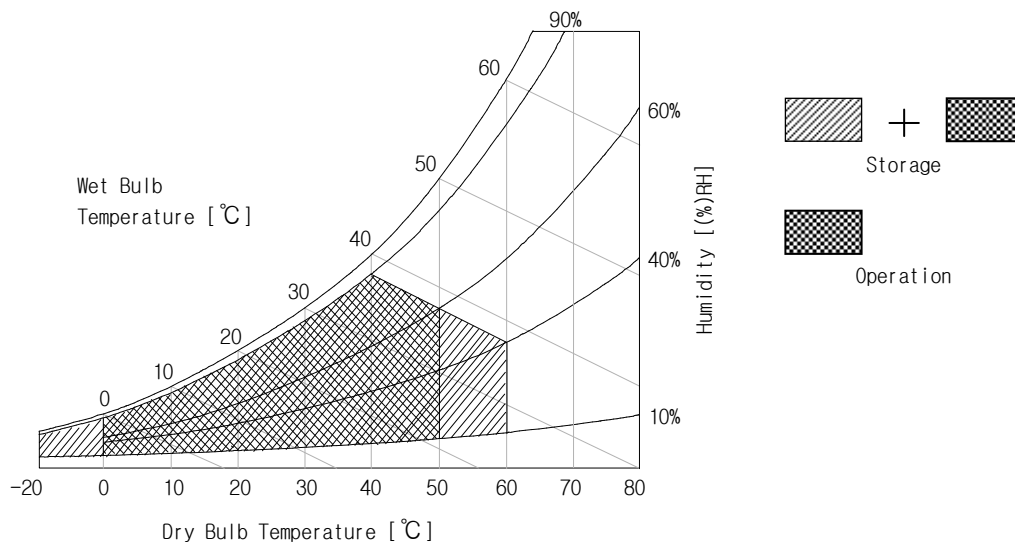 90%
60
60%
50
Wet Bulb
Temperature [℃]
40
40%
30
20
10
0
10%
Humidity [(%)RH]
-20 0 10 20 30 40 50 60 70 80
Dry Bulb Temperature [℃]
+
Storage
Operation